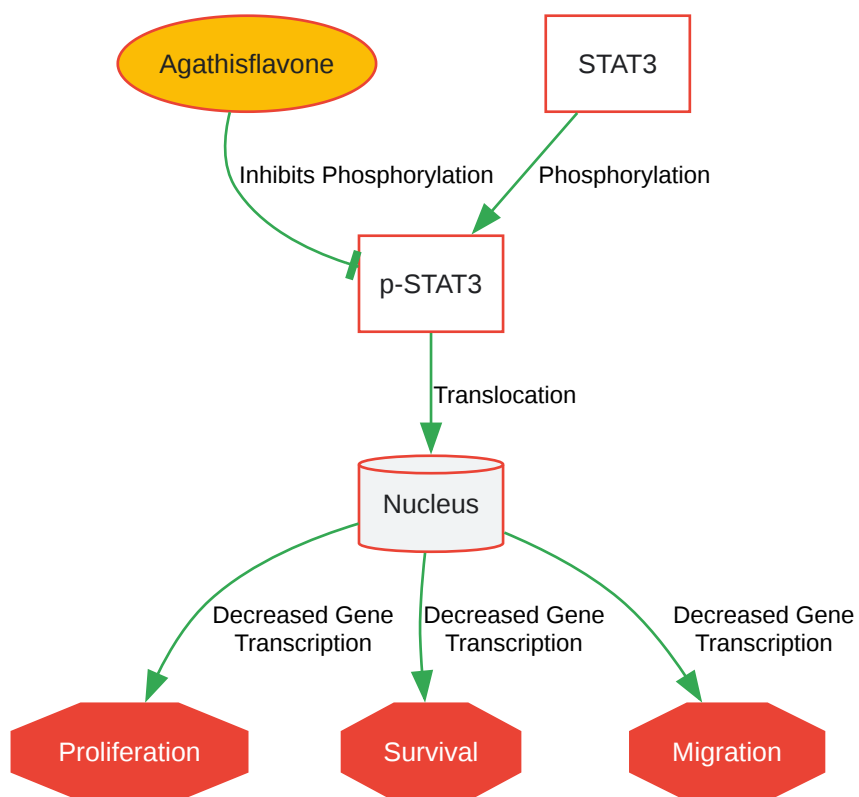 Agathisflavone
STAT3
Inhibits Phosphorylation
Phosphorylation
p-STAT3
Translocation
Nucleus
Decreased Gene
Transcription
Decreased Gene
Transcription
Decreased Gene
Transcription
Proliferation
Survival
Migration